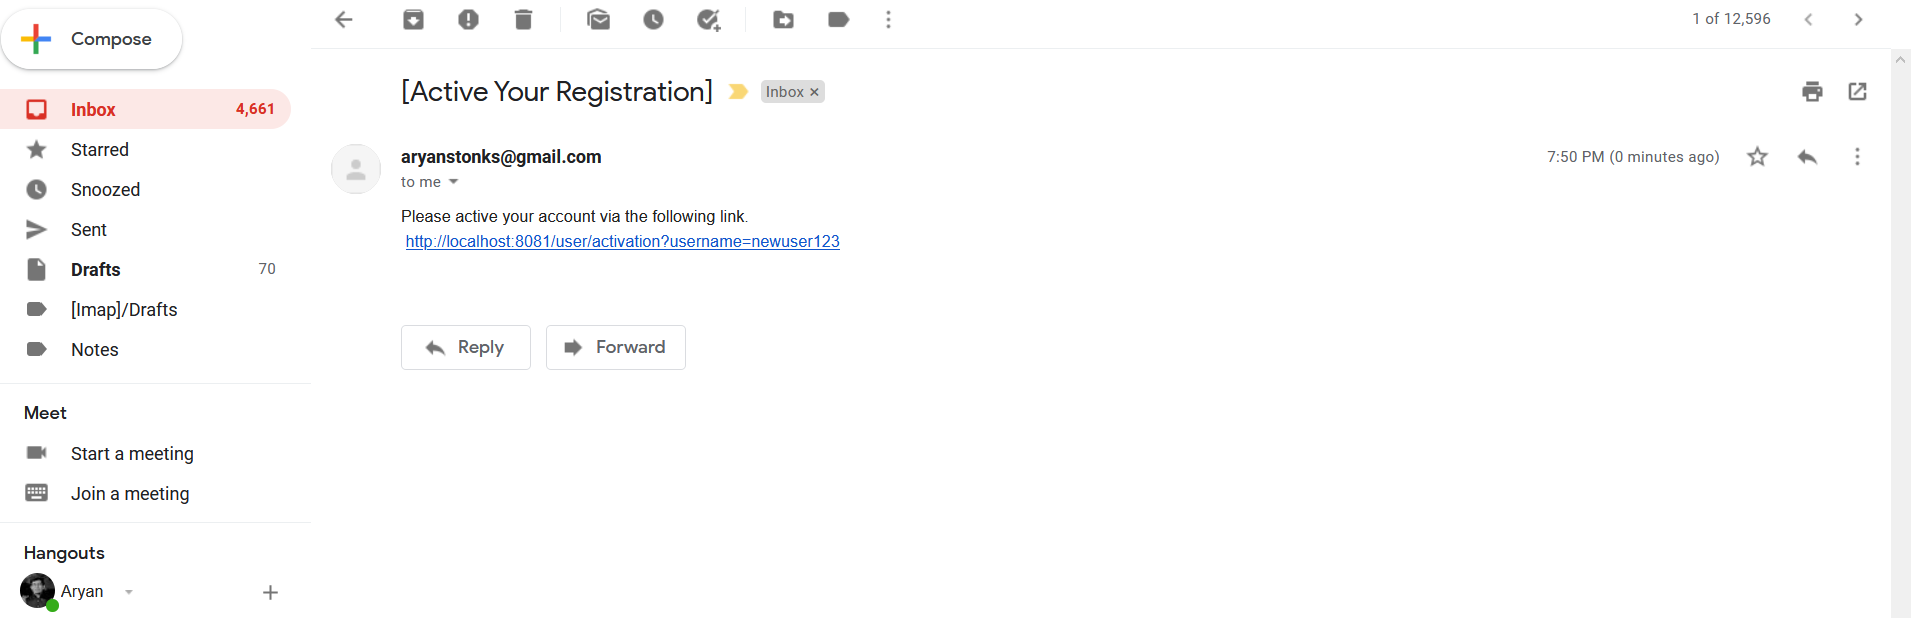 Compose
Inbox 4,661
Starred
Snoozed
Sent
Drafts 70
[Imap]/Drafts
Notes
Meet
Start a meeting
Join a meeting
Hangouts
Aryan
1 of 12,596
[Active Your Registration] Inbox ×
aryanstonks@gmail.com 7:50 PM (0 minutes ago)
to me
Please active your account via the following link.
http://localhost:8081/user/activation?username=newuser123
Reply Forward